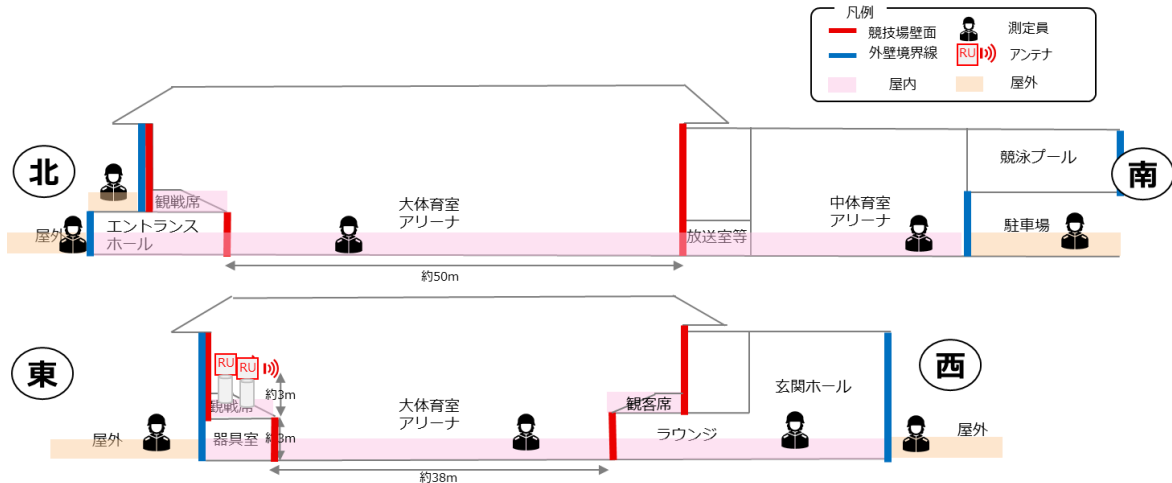 凡例
競技場壁面
測定員
外壁境界線
RU
アンテナ
屋内
屋外
北
南
観戦席
エントランス
ホール
屋外
大体育室
アリーナ
放送室等
中体育室
アリーナ
競泳プール
駐車場
約50m
東
西
RU
RU
約3m
観戦席
約3m
器具室
屋外
大体育室
アリーナ
観客席
ラウンジ
玄関ホール
屋外
約38m